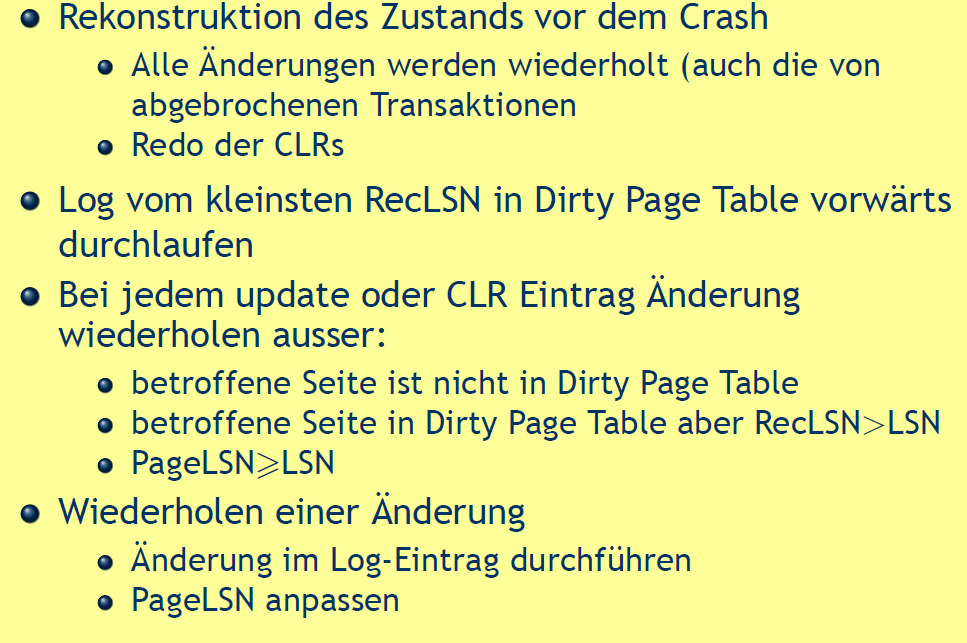 Rekonstruktion des Zustands vor dem Crash
Alle Änderungen werden wiederholt (auch die von
abgebrochenen Transaktionen
Redo der CLRs
Log vom kleinsten RecLSN in Dirty Page Table vorwärts
durchlaufen
Bei jedem update oder CLR Eintrag Änderung
wiederholen ausser:
betroffene Seite ist nicht in Dirty Page Table
betroffene Seite in Dirty Page Table aber RecLSN>LSN
PageLSN⩾LSN
Wiederholen einer Änderung
Änderung im Log-Eintrag durchführen
PageLSN anpassen